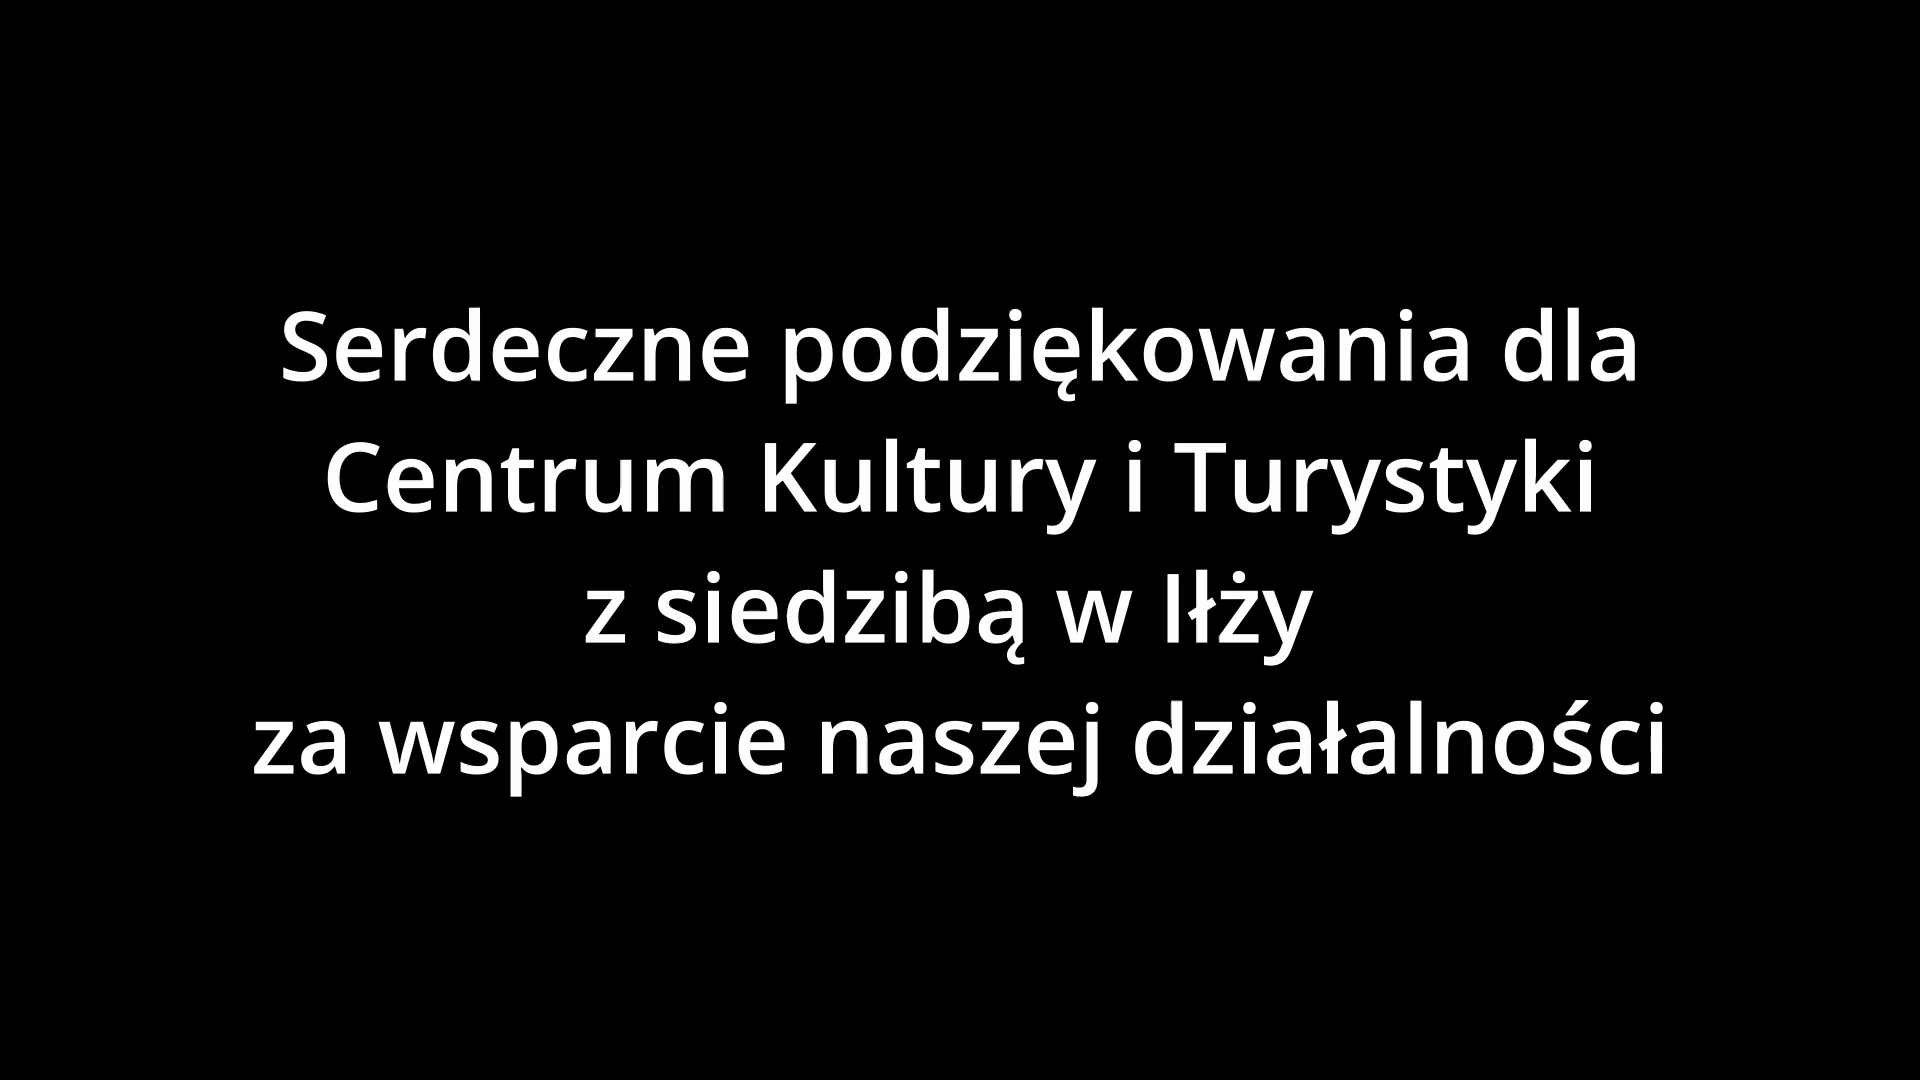 Serdeczne podziękowania dla
Centrum Kultury i Turystyki
z siedzibą w Iłży
za wsparcie naszej działalności